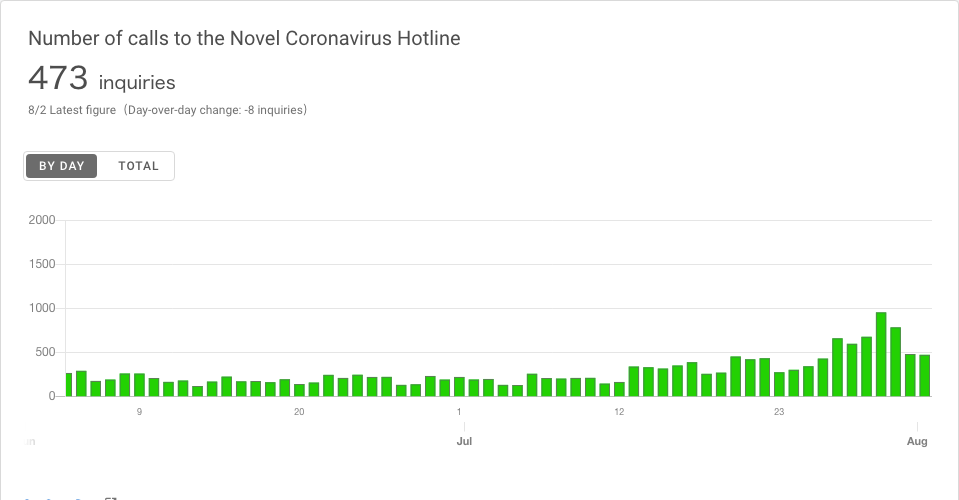 Number of calls to the Novel Coronavirus Hotline
473 inquiries
8/2 Latest figure（Day-over-day change: -8 inquiries）
BY DAY TOTAL
2000
1500
1000
500
0
9 20 1 12 23
Jul Aug